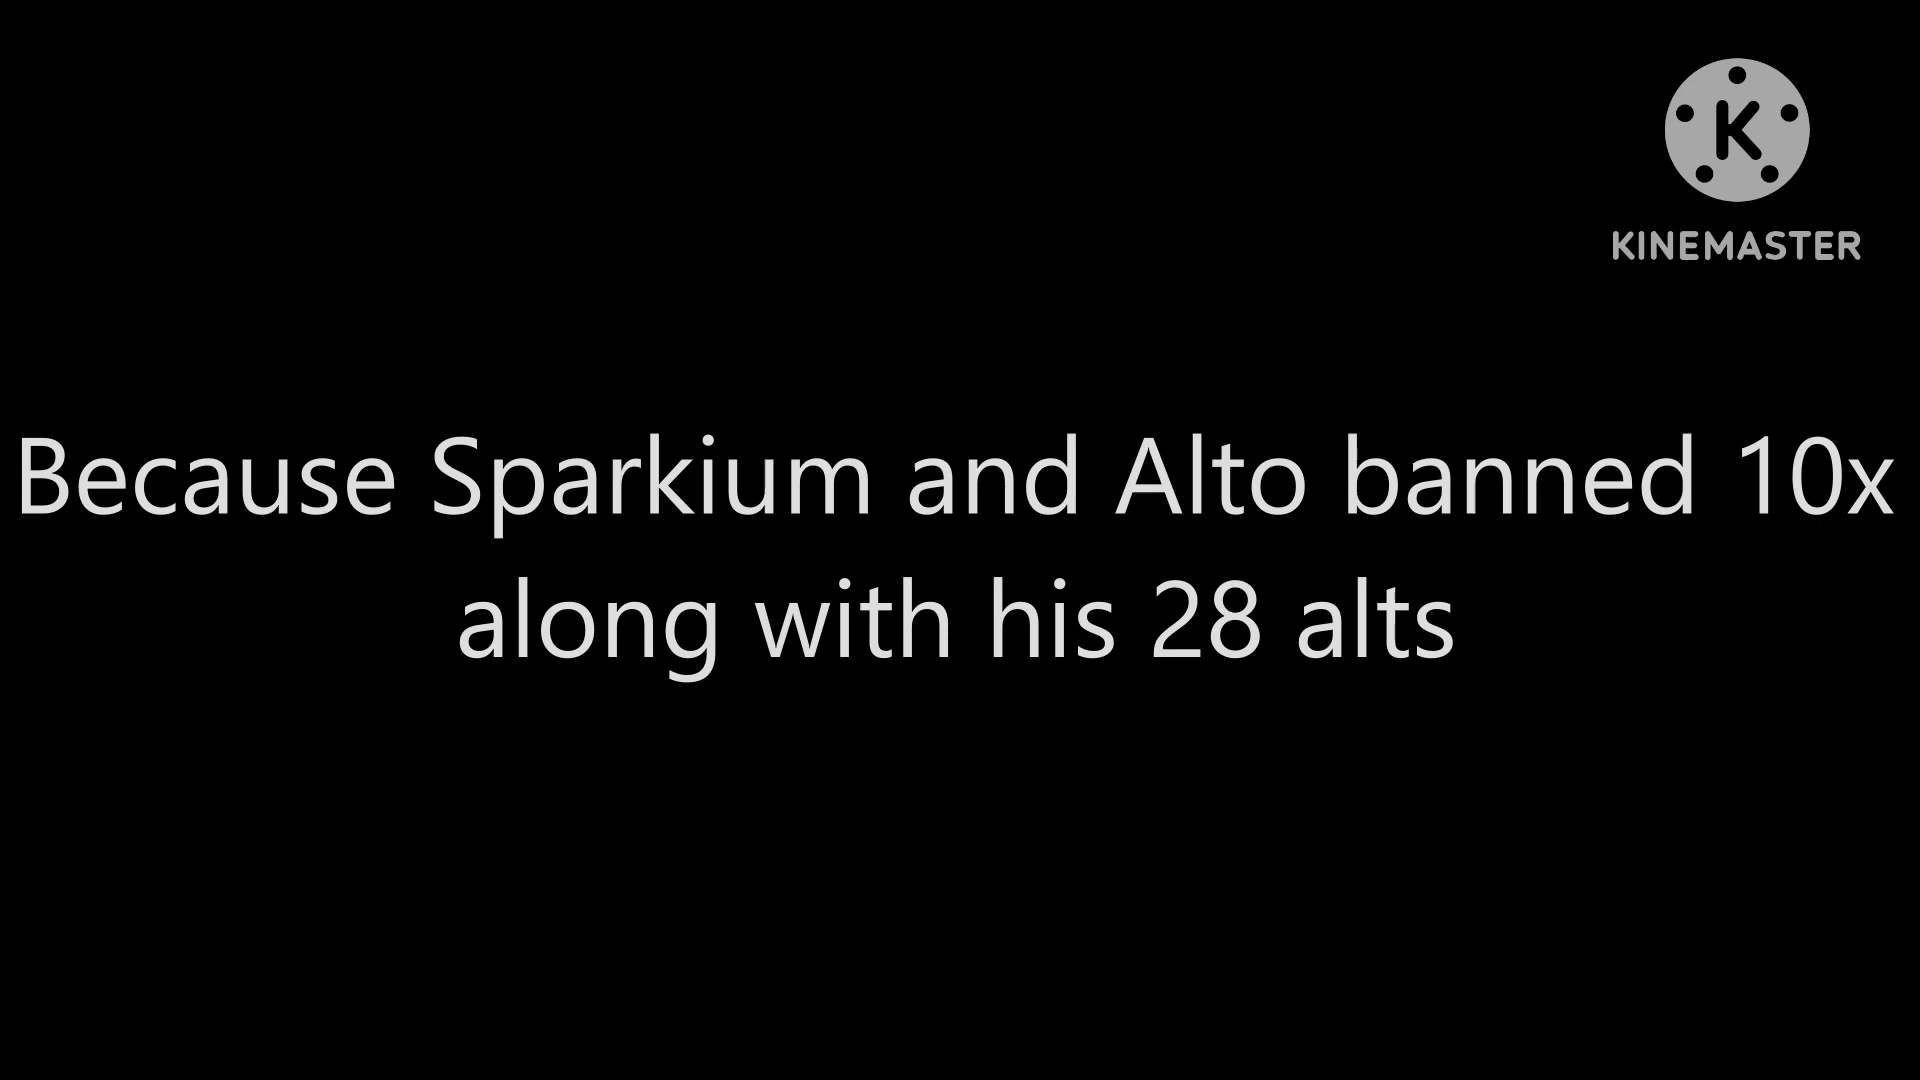 K
KINEMASTER
Because Sparkium and Alto banned 10x
along with his 28 alts